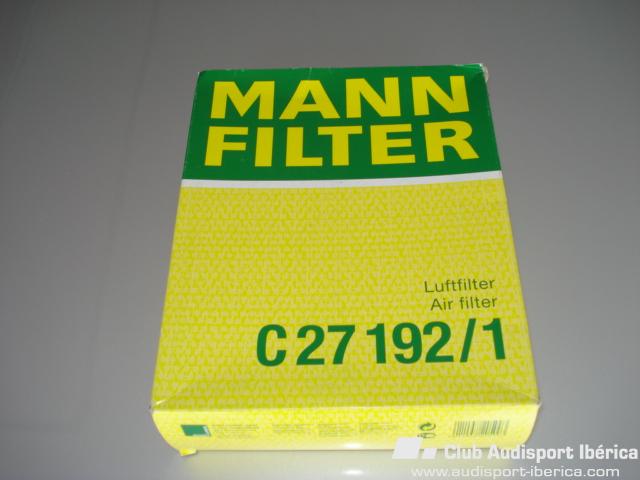 MANN
FILTER
Luftfilter
Air filter
C 27 192/1
Club Audisport Ibérica
www.audisport-iberica.com